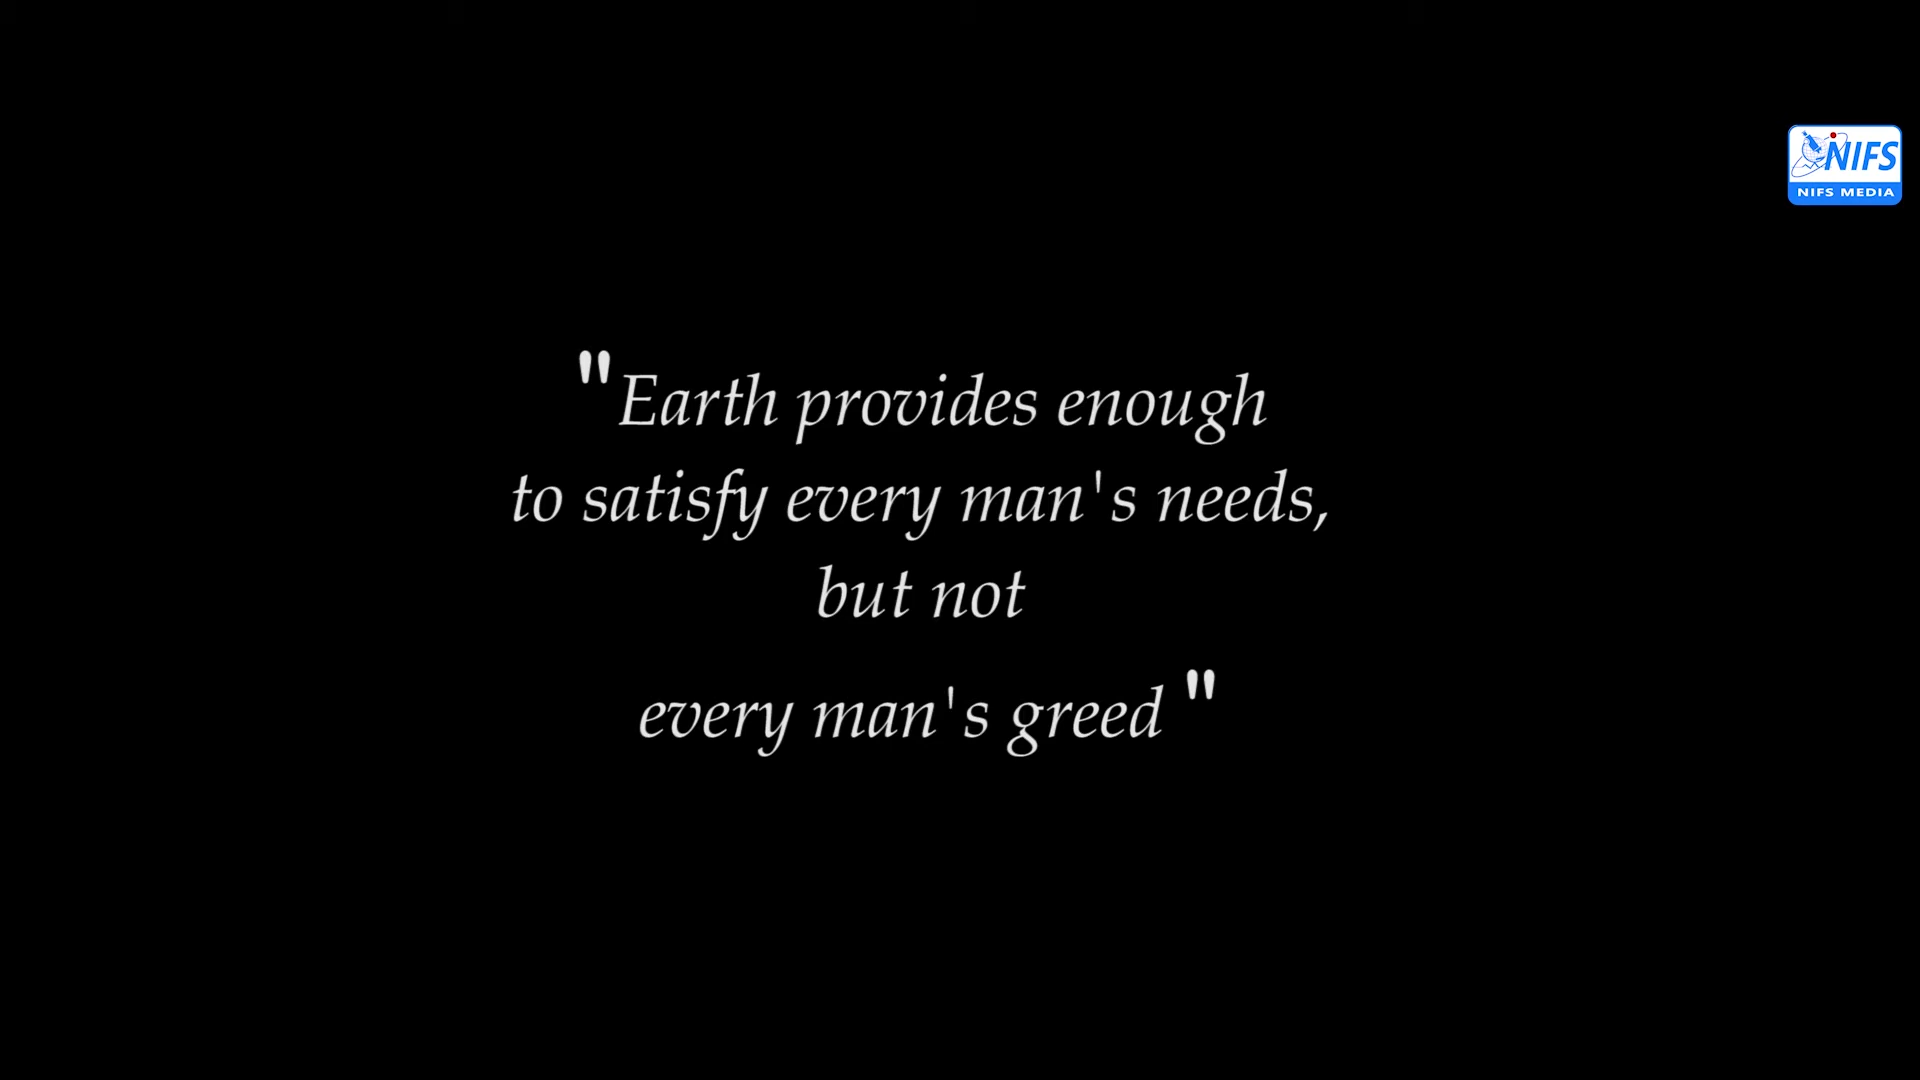 NIFS
NIFS MEDIA
"Earth provides enough
to satisfy every man's needs,
but not
every man's greed "